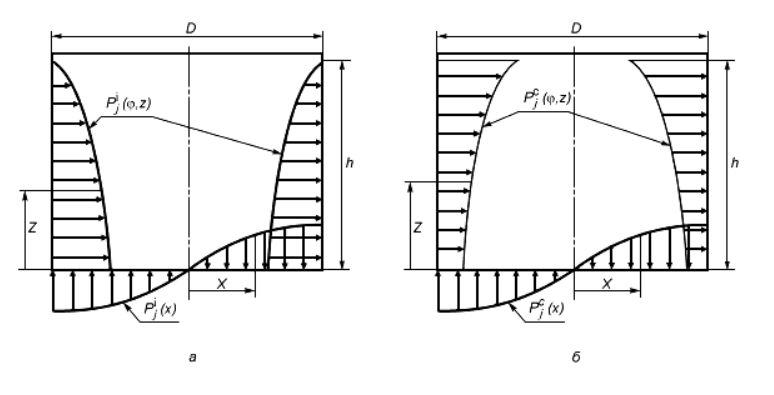 D
D
P_j^i(φ,z)
P_j^c(φ,z)
h
h
Z
Z
X
X
P_j^i(x)
P_j^c(x)
а
б